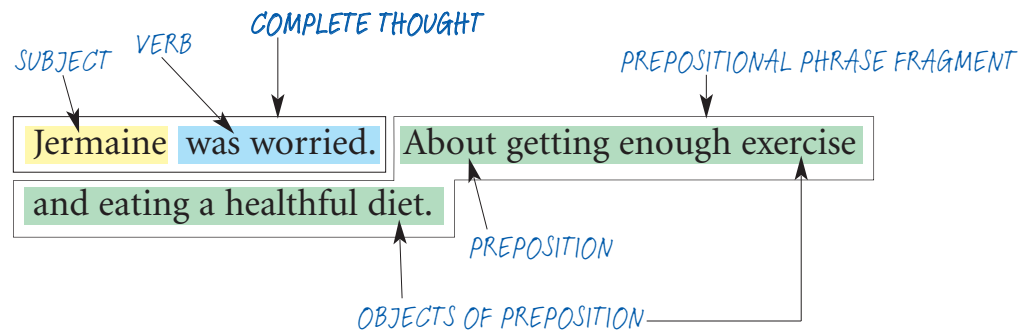 COMPLETE THOUGHT
SUBJECT VERB PREPOSITIONAL PHRASE FRAGMENT
Jermaine was worried. About getting enough exercise
and eating a healthful diet.
PREPOSITION
OBJECTS OF PREPOSITION